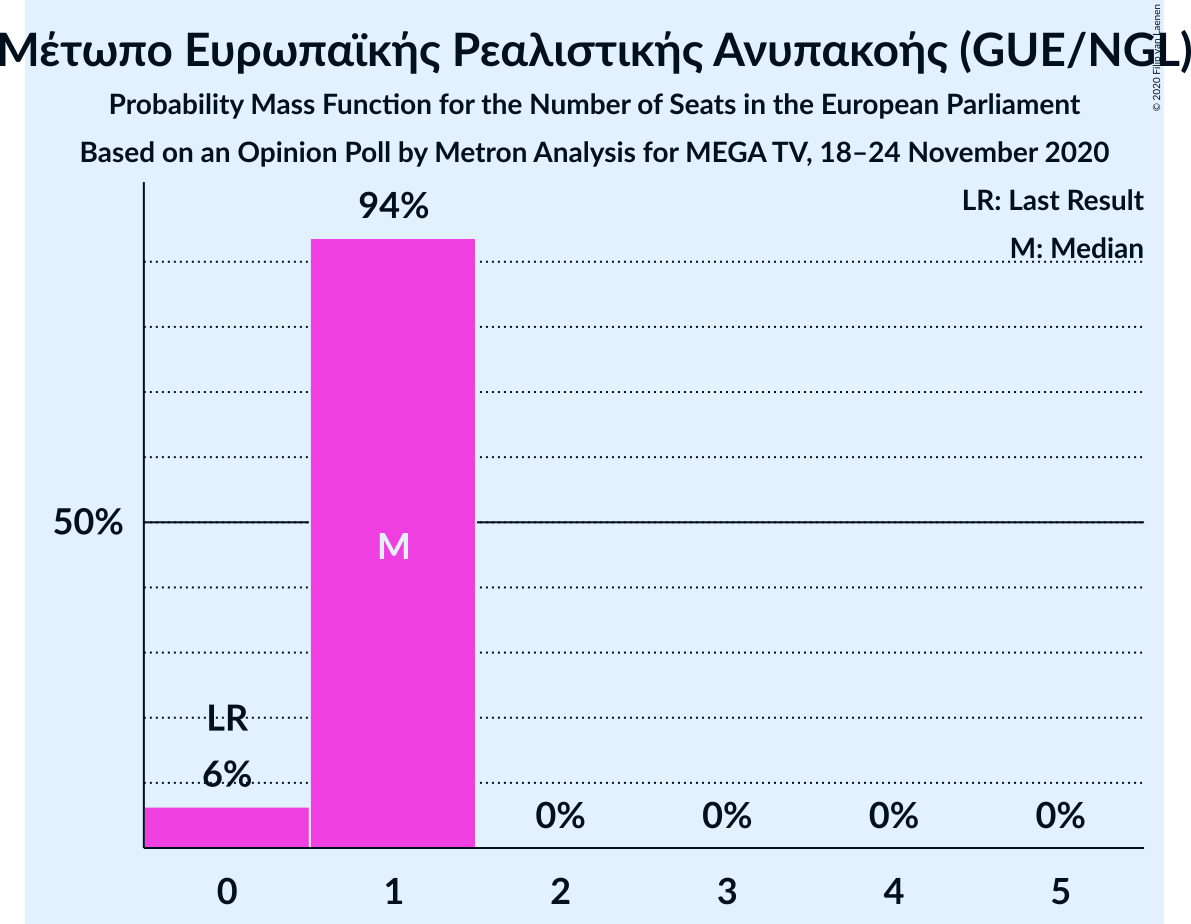 Μέτωπο Ευρωπαϊκής Ρεαλιστικής Ανυπακοής (GUE/NGL)
© 2020 Filip van Laenen
Probability Mass Function for the Number of Seats in the European Parliament
Based on an Opinion Poll by Metron Analysis for MEGA TV, 18–24 November 2020
LR: Last Result
M: Median
94%
50%
M
LR
6%
0% 0% 0% 0%
0 1 2 3 4 5